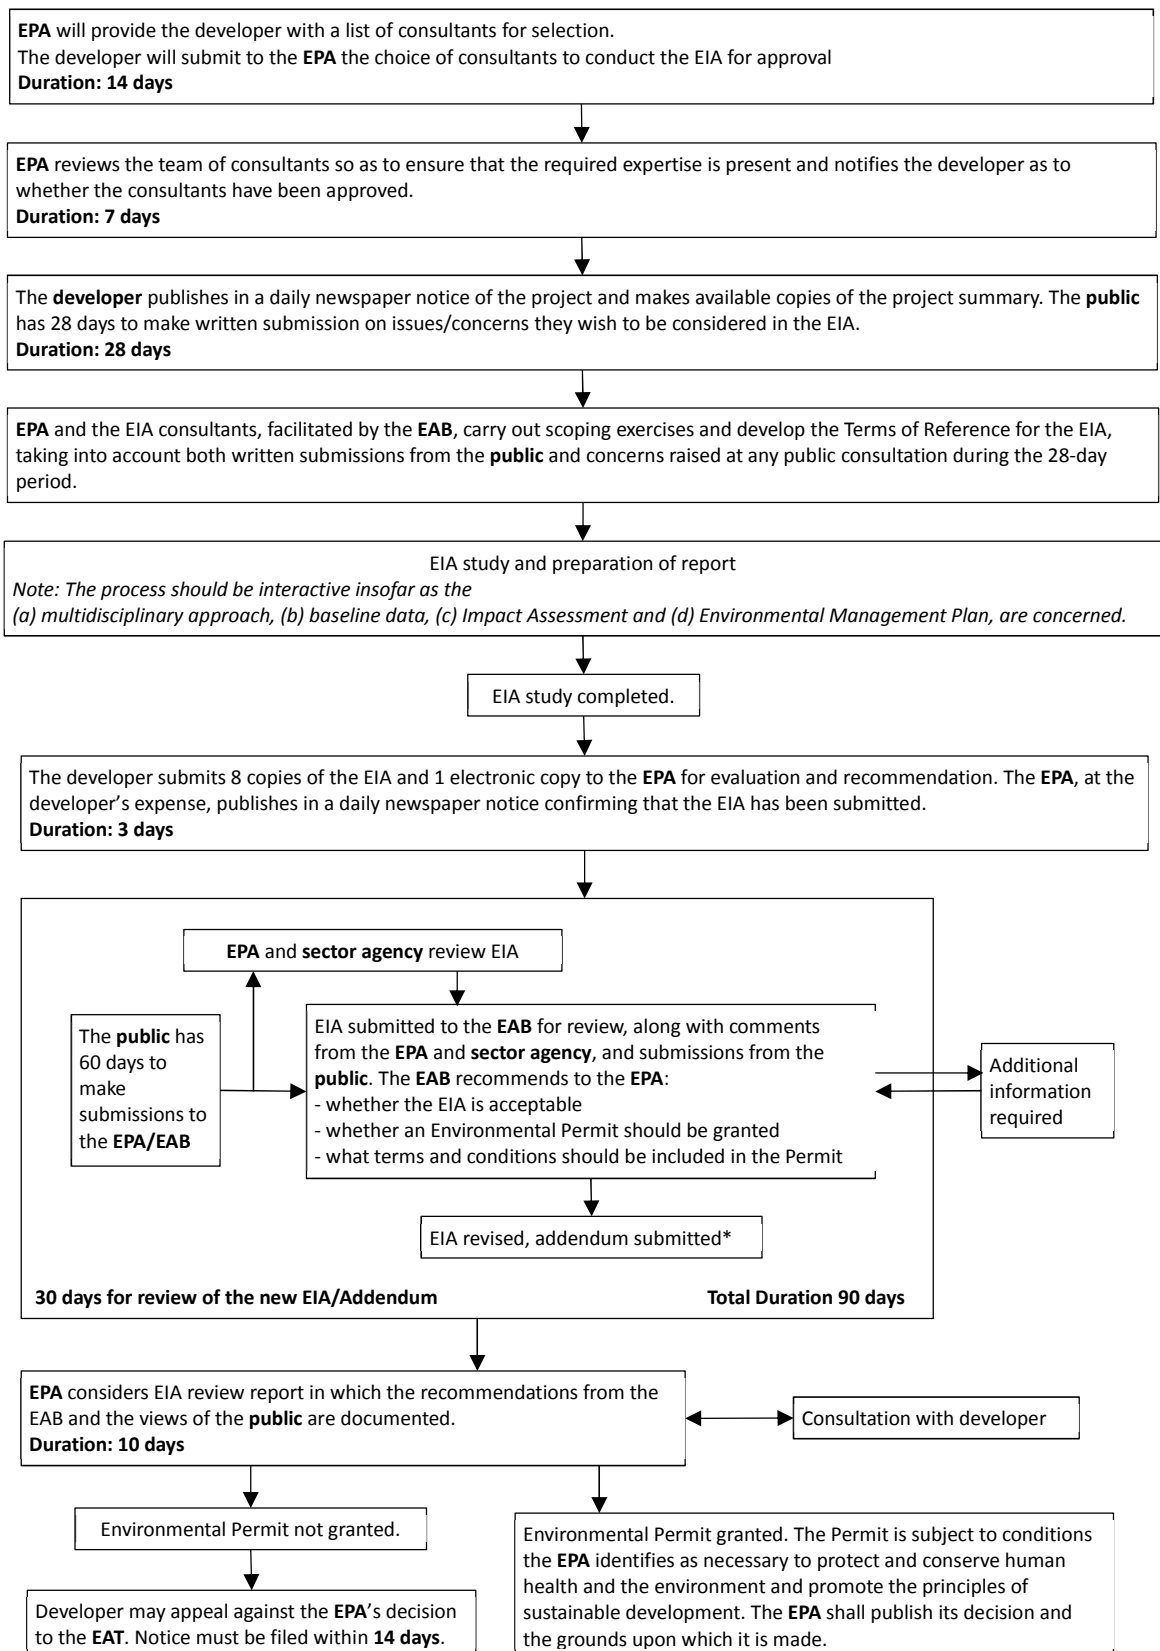 EPA will provide the developer with a list of consultants for selection.
The developer will submit to the EPA the choice of consultants to conduct the EIA for approval
Duration: 14 days
EPA reviews the team of consultants so as to ensure that the required expertise is present and notifies the developer as to
whether the consultants have been approved.
Duration: 7 days
The developer publishes in a daily newspaper notice of the project and makes available copies of the project summary. The public
has 28 days to make written submission on issues/concerns they wish to be considered in the EIA.
Duration: 28 days
EPA and the EIA consultants, facilitated by the EAB, carry out scoping exercises and develop the Terms of Reference for the EIA,
taking into account both written submissions from the public and concerns raised at any public consultation during the 28-day
period.
EIA study and preparation of report
Note: The process should be interactive insofar as the
(a) multidisciplinary approach, (b) baseline data, (c) Impact Assessment and (d) Environmental Management Plan, are concerned.
EIA study completed.
The developer submits 8 copies of the EIA and 1 electronic copy to the EPA for evaluation and recommendation. The EPA, at the
developer's expense, publishes in a daily newspaper notice confirming that the EIA has been submitted.
Duration: 3 days
EPA and sector agency review EIA
The public has
60 days to
make
submissions to
the EPA/EAB
EIA submitted to the EAB for review, along with comments
from the EPA and sector agency, and submissions from the
public. The EAB recommends to the EPA:
- whether the EIA is acceptable
- whether an Environmental Permit should be granted
- what terms and conditions should be included in the Permit
Additional
information
required
EIA revised, addendum submitted*
30 days for review of the new EIA/Addendum
Total Duration 90 days
EPA considers EIA review report in which the recommendations from the
EAB and the views of the public are documented.
Duration: 10 days
Consultation with developer
Environmental Permit not granted.
Developer may appeal against the EPA's decision
to the EAT. Notice must be filed within 14 days.
Environmental Permit granted. The Permit is subject to conditions
the EPA identifies as necessary to protect and conserve human
health and the environment and promote the principles of
sustainable development. The EPA shall publish its decision and
the grounds upon which it is made.